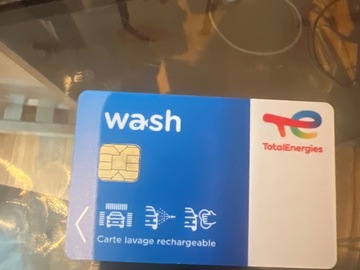 wash
TotalEnergies
Carte lavage rechargeable